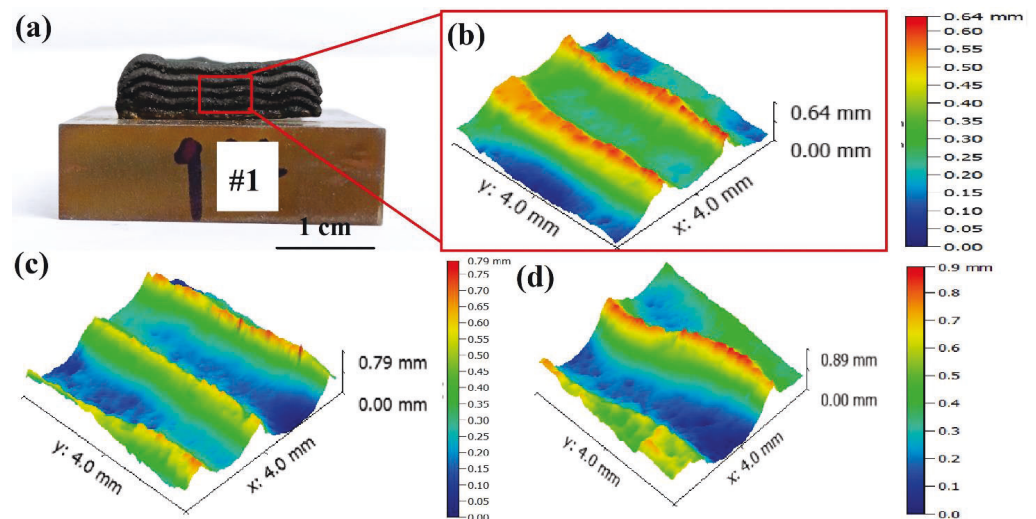 (a)
1
#1
1 cm
(b)
0.64 mm
0.00 mm
y: 4.0 mm
x: 4.0 mm
0.64 mm
0.60
0.55
0.50
0.45
0.40
0.35
0.30
0.25
0.20
0.15
0.10
0.05
0.00
(c)
0.79 mm
0.00 mm
y: 4.0 mm
x: 4.0 mm
0.79 mm
0.75
0.70
0.65
0.60
0.55
0.50
0.45
0.40
0.35
0.30
0.25
0.20
0.15
0.10
0.05
0.00
(d)
0.89 mm
0.00 mm
y: 4.0 mm
x: 4.0 mm
0.9 mm
0.8
0.7
0.6
0.5
0.4
0.3
0.2
0.1
0.0